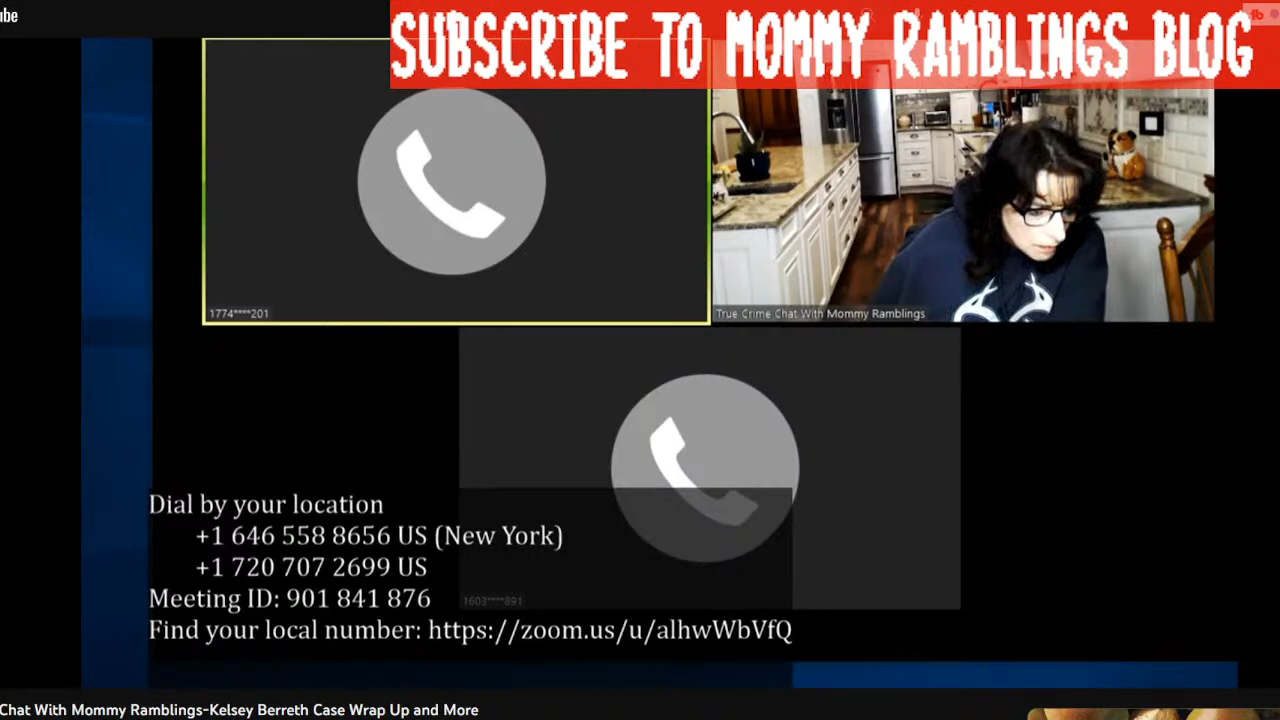 ube
SUBSCRIBE TO MOMMY RAMBLINGS BLOG
1774****201
True Crime Chat With Mommy Ramblings
Dial by your location
+1 646 558 8656 US (New York)
+1 720 707 2699 US
Meeting ID: 901 841 876
1603****891
Find your local number: https://zoom.us/u/alhwWbVfQ
Chat With Mommy Ramblings-Kelsey Berreth Case Wrap Up and More